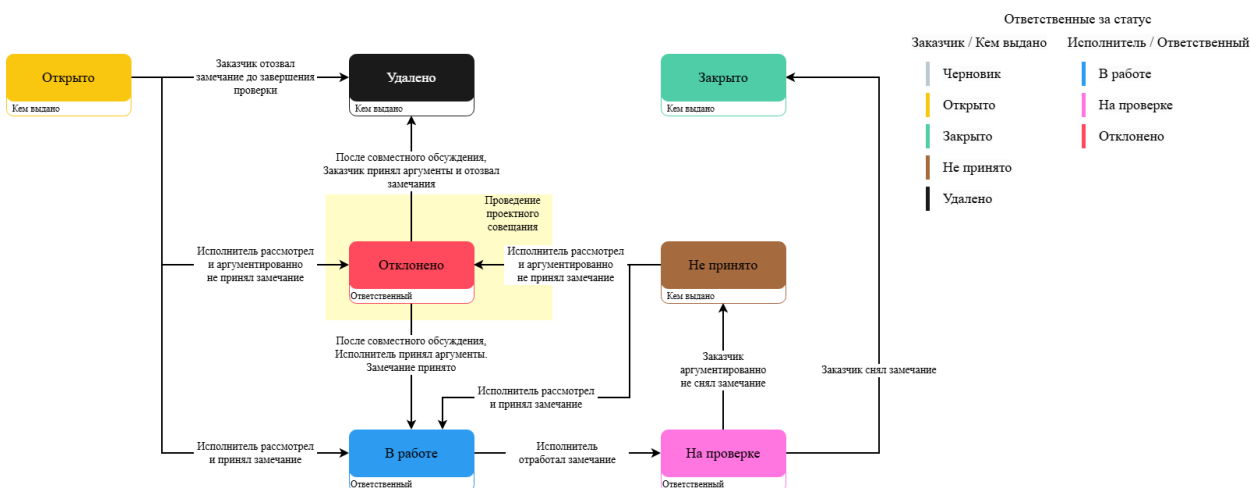 Ответственные за статус
Заказчик / Кем выдано
Исполнитель / Ответственный
Черновик
Открыто
Закрыто
Не принято
Удалено
В работе
На проверке
Отклонено
Открыто
Кем выдано
Заказчик отозвал
замечание до завершения
проверки
Удалено
Кем выдано
Закрыто
Кем выдано
После совместного обсуждения,
Заказчик принял аргументы и отозвал
замечания
Проведение
проектного
совещания
Исполнитель рассмотрел
и аргументированно
не принял замечание
Отклонено
Ответственный
Исполнитель рассмотрел
и аргументированно
не принял замечание
Не принято
Кем выдано
После совместного обсуждения,
Исполнитель принял аргументы.
Замечание принято
Заказчик
аргументированно
не снял замечание
Заказчик снял замечание
Исполнитель рассмотрел
и принял замечание
Исполнитель рассмотрел
и принял замечание
В работе
Ответственный
Исполнитель
отработал замечание
На проверке
Ответственный